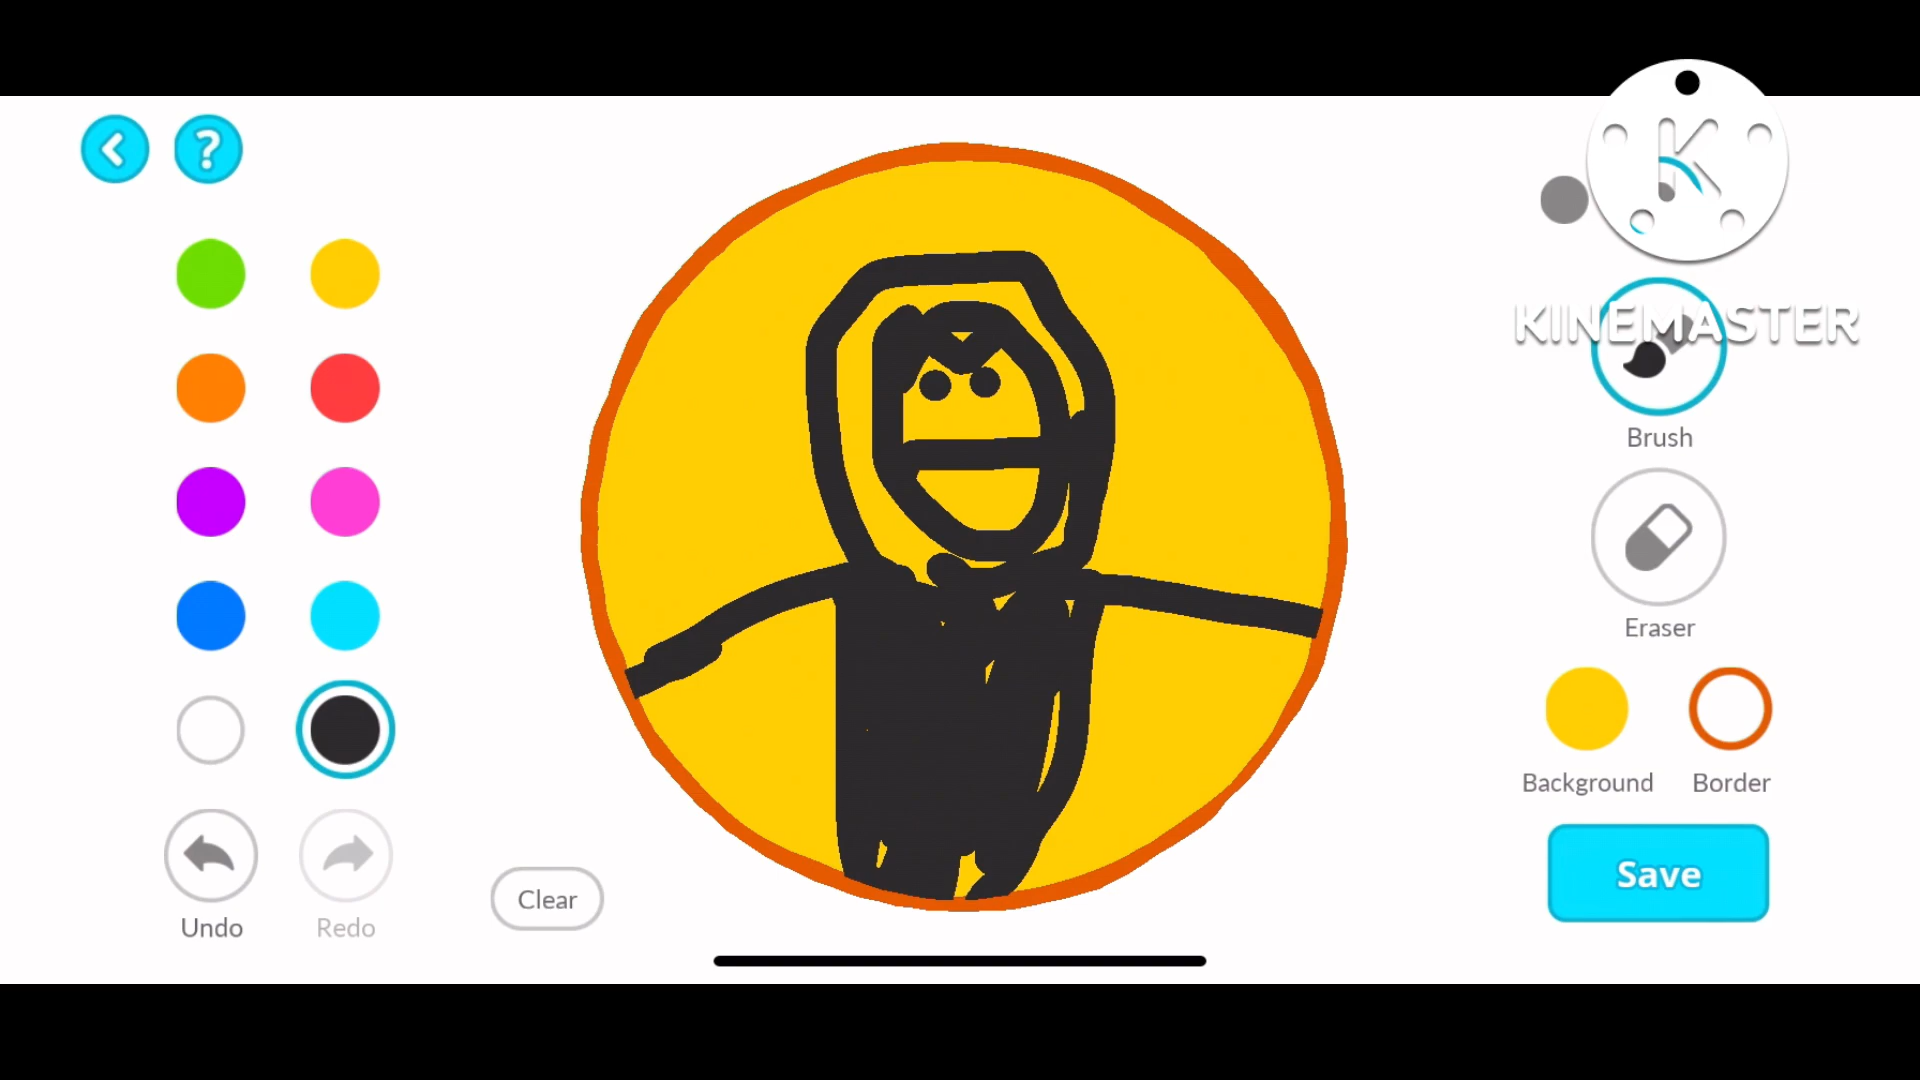 ?
KINEMASTER
Brush
Eraser
Background Border
Save
Undo Redo
Clear